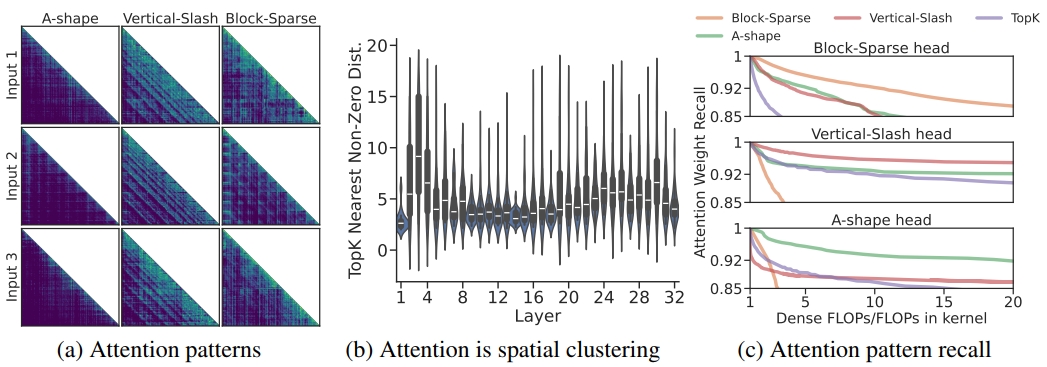 A-shape Vertical-Slash Block-Sparse
Input 1
Input 2
Input 3
(a) Attention patterns
TopK Nearest Non-Zero Dist.
20
15
10
5
0
1 4 8 12 16 20 24 28 32
Layer
(b) Attention is spatial clustering
Block-Sparse Vertical-Slash TopK
A-shape
Attention Weight Recall
Block-Sparse head
1
0.92
0.85
Vertical-Slash head
1
0.92
0.85
A-shape head
1
0.92
0.85
1 5 10 15 20
Dense FLOPs/FLOPs in kernel
(c) Attention pattern recall